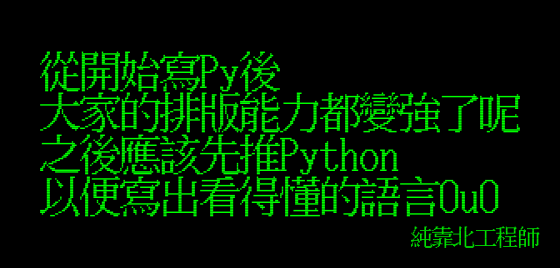 從開始寫Py後
大家的排版能力都變強了呢
之後應該先推Python
以便寫出看得懂的語言OuO
純靠北工程師